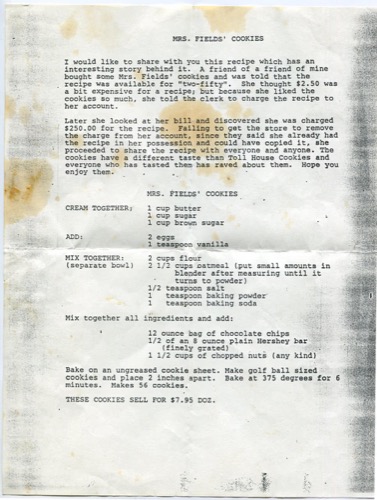 MRS. FIELDS' COOKIES
I would like to share with you this recipe which has an
interesting story behind it. A friend of a friend of mine
bought some Mrs. Fields' cookies and was told that the
recipe was available for "two-fifty". She thought $2.50 was
a bit expensive for a recipe; but because she liked the
cookies so much, she told the clerk to charge the recipe to
her account.
Later she looked at her bill and discovered she was charged
$250.00 for the recipe. Failing to get the store to remove
the charge from her account, since they said she already had
the recipe in her possession and could have copied it, she
proceeded to share the recipe with everyone and anyone. The
cookies have a different taste than Toll House Cookies and
everyone who has tasted them has raved about them. Hope you
enjoy them.
MRS. FIELDS' COOKIES
CREAM TOGETHER: 1 cup butter
1 cup sugar
1 cup brown sugar
ADD: 2 eggs
1 teaspoon vanilla
MIX TOGETHER: 2 cups flour
(separate bowl) 2 1/2 cups oatmeal (put small amounts in
blender after measuring until it
turns to powder)
1/2 teaspoon salt
1 teaspoon baking powder
1 teaspoon baking soda
Mix together all ingredients and add:
12 ounce bag of chocolate chips
1/2 of an 8 ounce plain Hershey bar
(finely grated)
1 1/2 cups of chopped nuts (any kind)
Bake on an ungreased cookie sheet. Make golf ball sized
cookies and place 2 inches apart. Bake at 375 degrees for 6
minutes. Makes 56 cookies.
THESE COOKIES SELL FOR $7.95 DOZ.